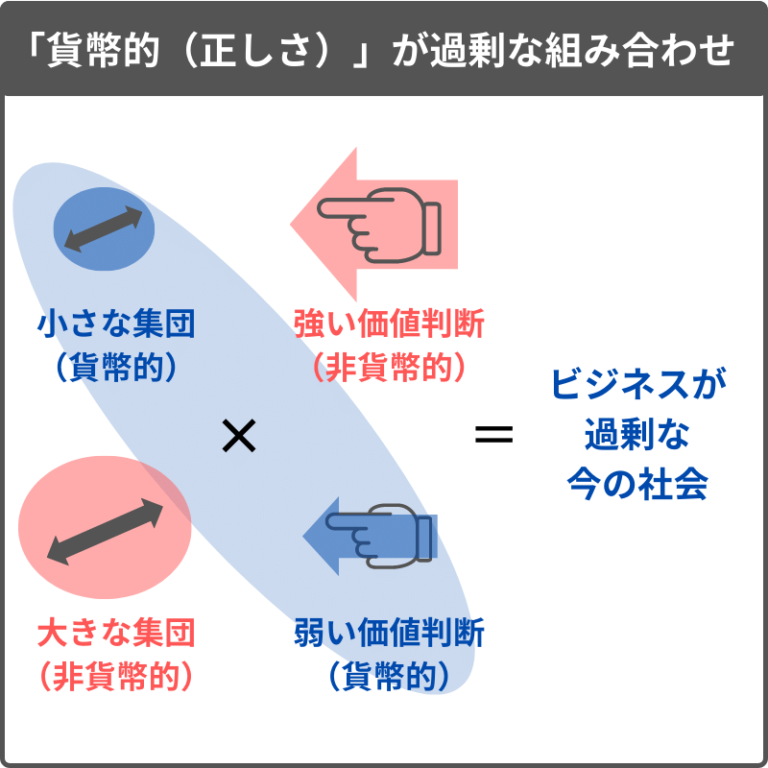 「貨幣的（正しさ）」が過剰な組み合わせ
小さな集団
（貨幣的）
強い価値判断
（非貨幣的）
×
＝
ビジネスが
過剰な
今の社会
大きな集団
（非貨幣的）
弱い価値判断
（貨幣的）